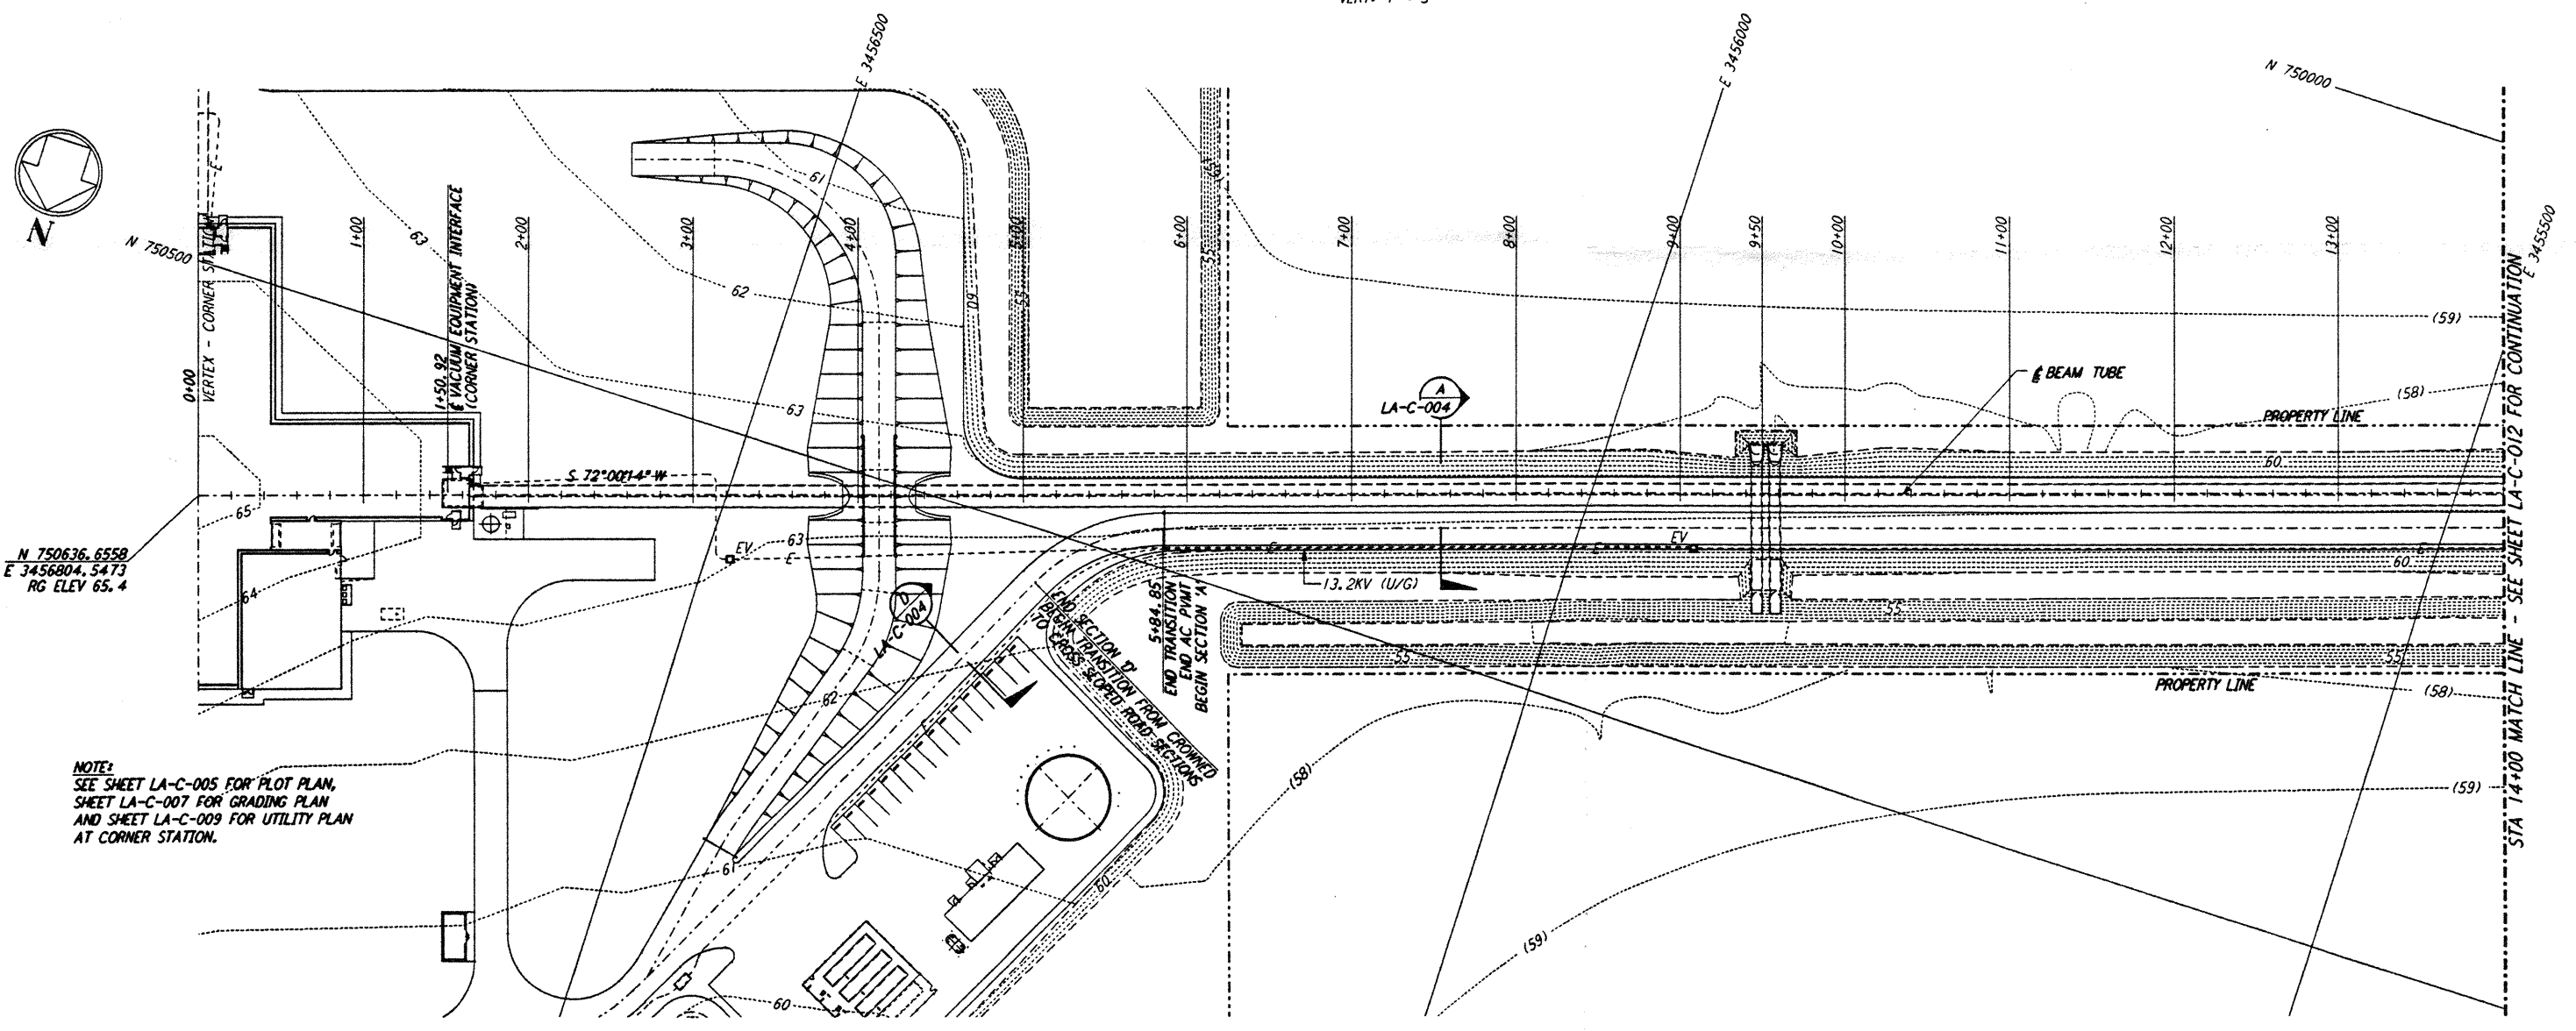 E 3456500
E 3456000
N 750000
N
N 750500
E
61
63
62
63
60
55
55
1+00
2+00
3+00
4+00
5+00
6+00
7+00
8+00
9+00
9+50
10+00
11+00
12+00
13+00
0+00
VERTEX - CORNER STATION
1+50.92
℄ VACUUM EQUIPMENT INTERFACE
(CORNER STATION)
E 3455500
(59)
℄ BEAM TUBE
A
LA-C-004
(58)
PROPERTY LINE
60
65
N 750636.6558
E 3456804.5473
RG ELEV 65.4
64
EV
63
E
E
E
EV
E
13.2KV (U/G)
60
D
LA-C-004
5+84.85
END TRANSITION
END AC PVMT
BEGIN SECTION 'A'
END SECTION 'D'
BEGIN TRANSITION FROM CROWNED
TO CROSS SLOPED ROAD SECTIONS
55
55
55
PROPERTY LINE
(58)
62
(58)
(59)
61
60
(59)
60
NOTE:
SEE SHEET LA-C-005 FOR PLOT PLAN,
SHEET LA-C-007 FOR GRADING PLAN
AND SHEET LA-C-009 FOR UTILITY PLAN
AT CORNER STATION.
STA 14+00 MATCH LINE - SEE SHEET LA-C-012 FOR CONTINUATION